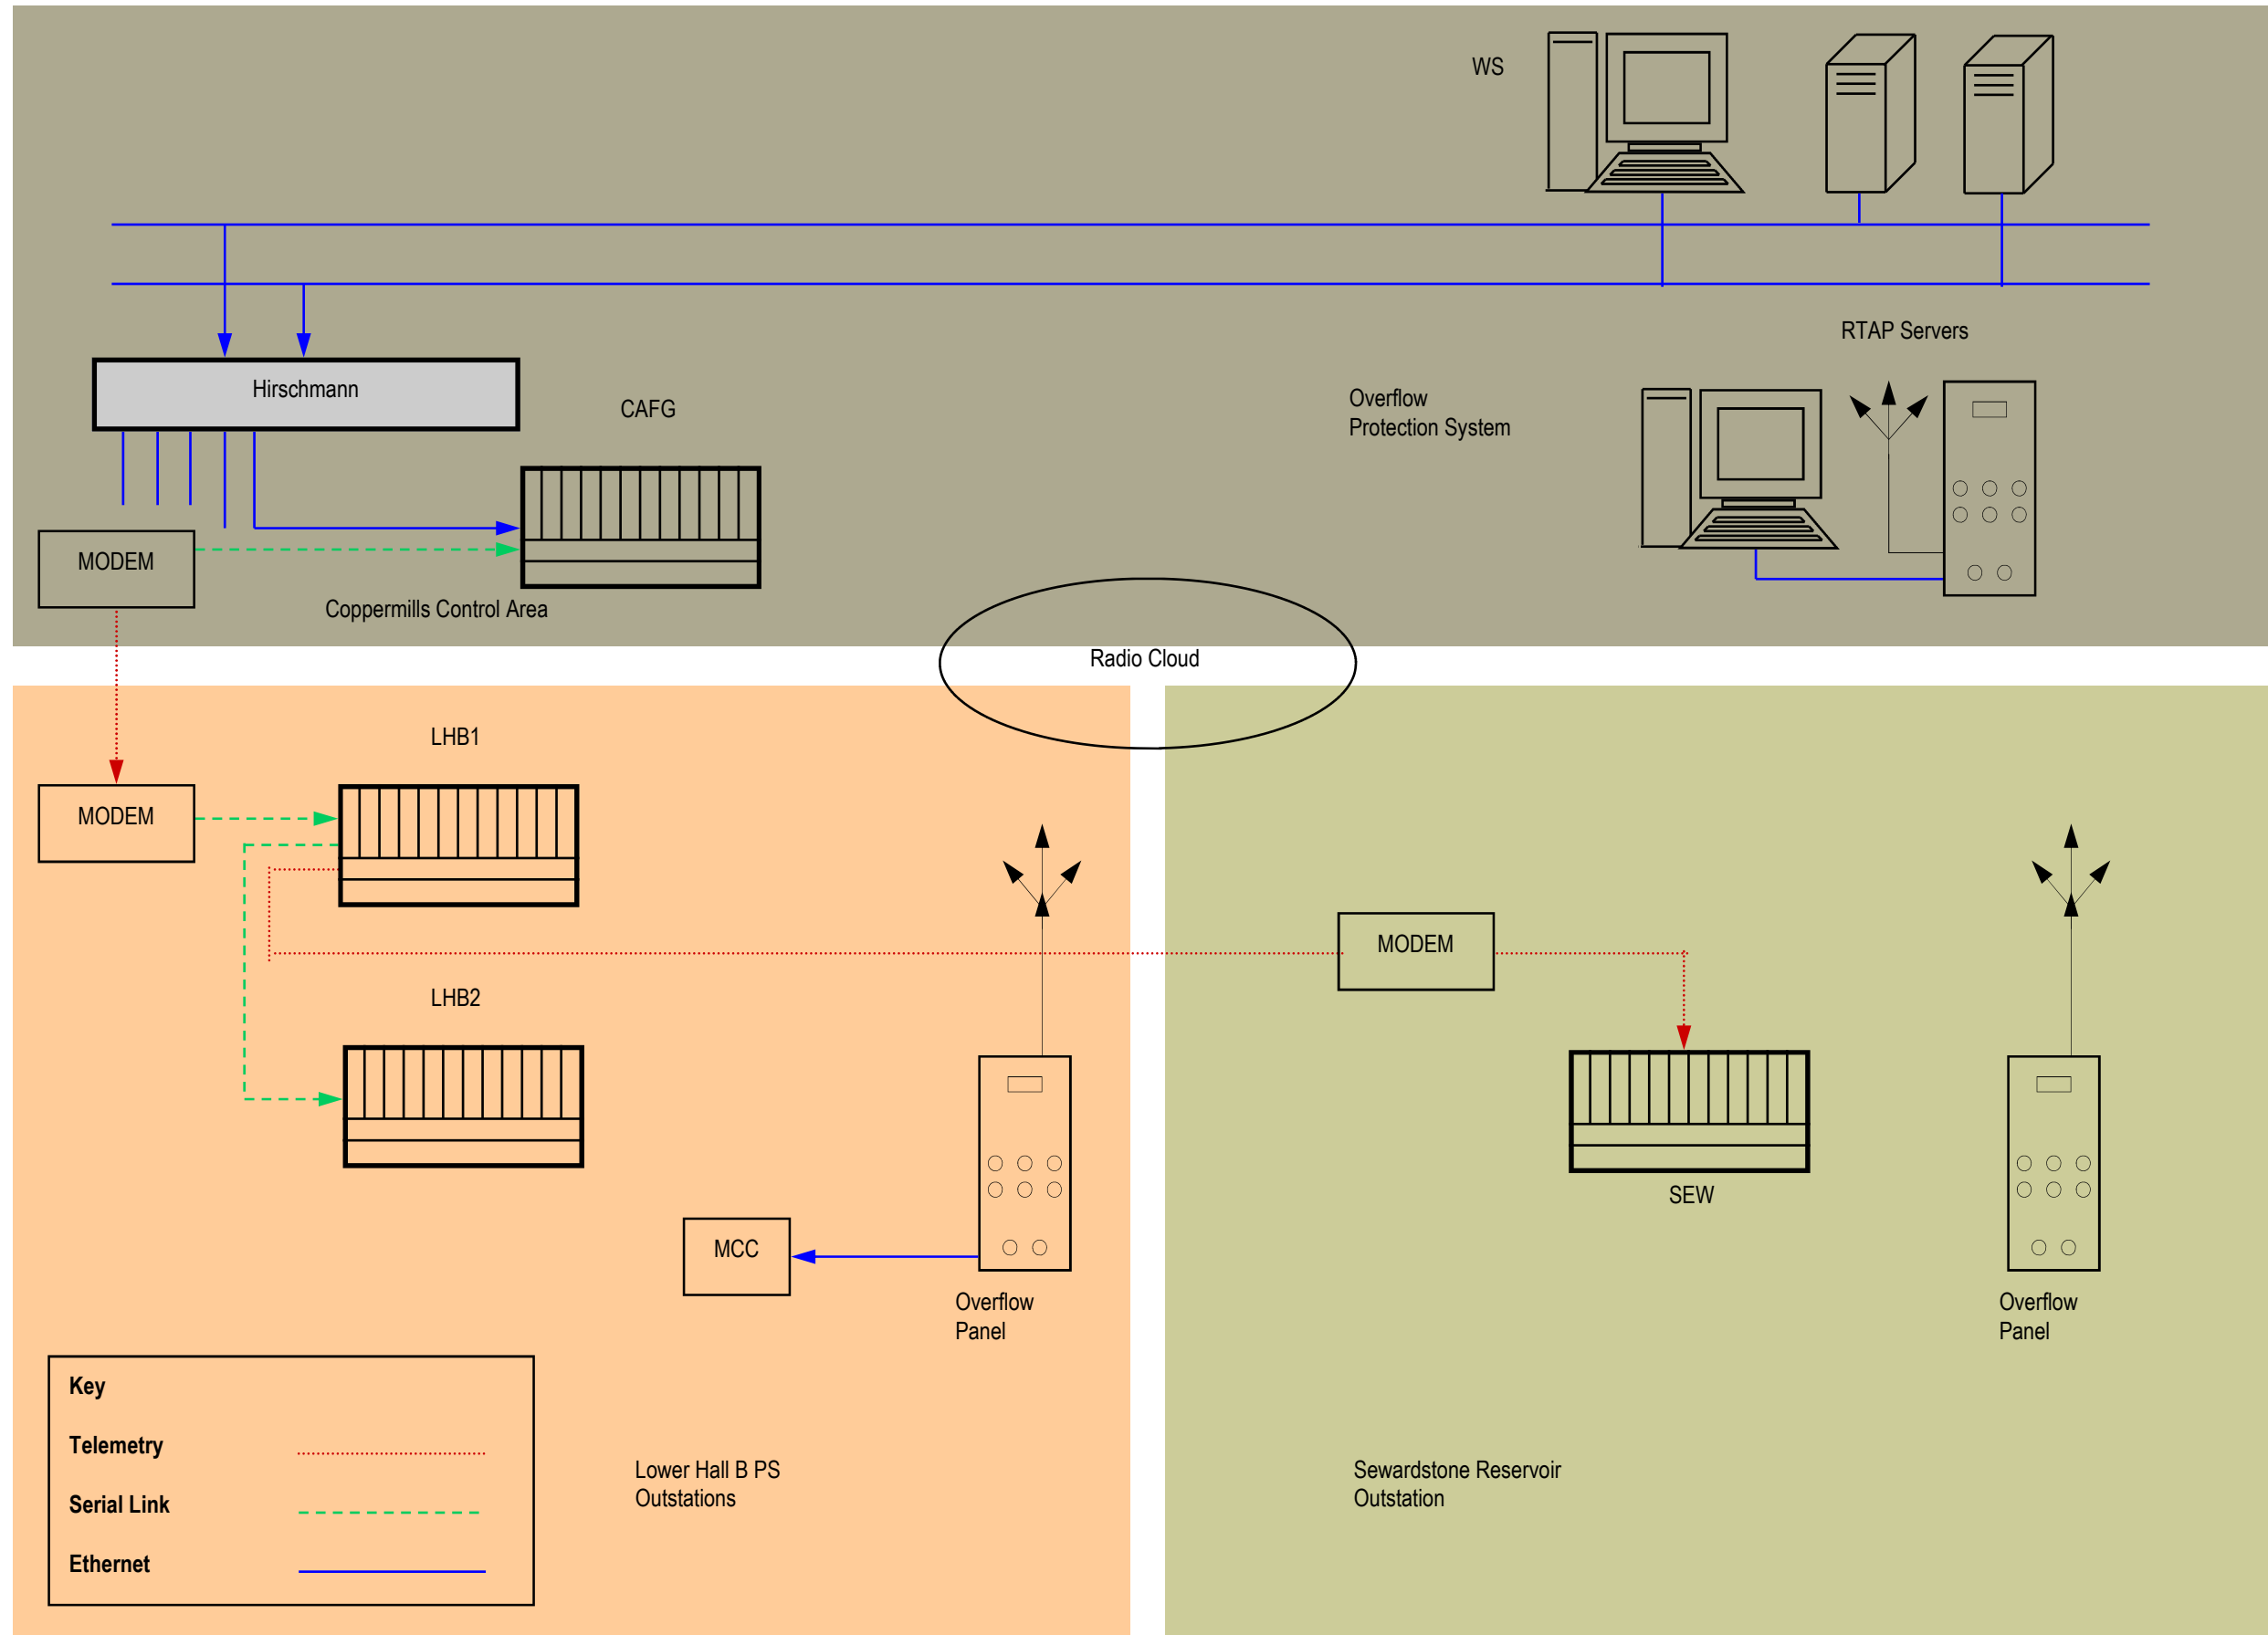 WS
RTAP Servers
Hirschmann
CAFG
Overflow
Protection System
MODEM
Coppermills Control Area
Radio Cloud
LHB1
MODEM
LHB2
MODEM
SEW
MCC
Overflow
Panel
Overflow
Panel
Key
Telemetry
Serial Link
Ethernet
Lower Hall B PS
Outstations
Sewardstone Reservoir
Outstation